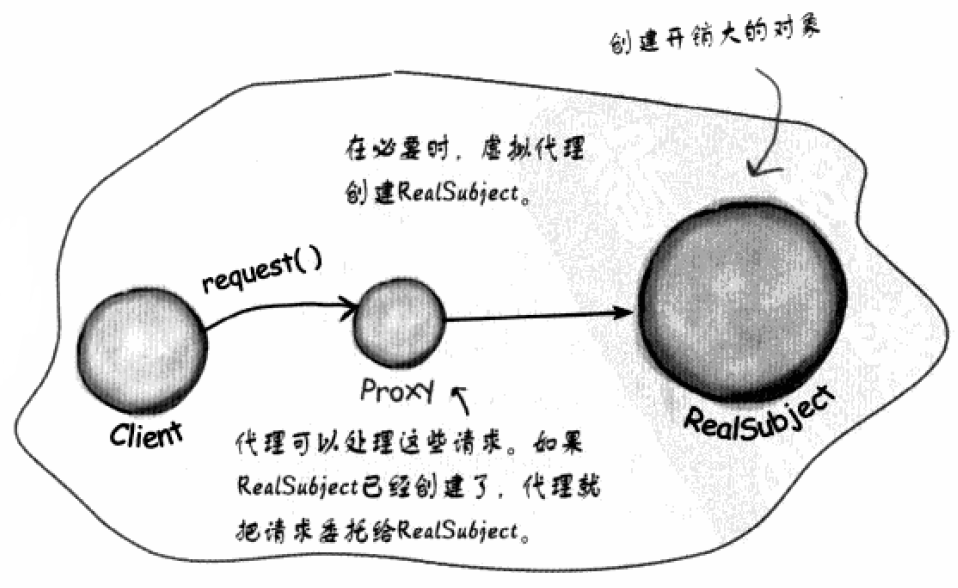 创建开销大的对象
在必要时，虚拟代理
创建RealSubject。
request()
Proxy
Client
RealSubject
代理可以处理这些请求。如果
RealSubject已经创建了，代理就
把请求委托给RealSubject。